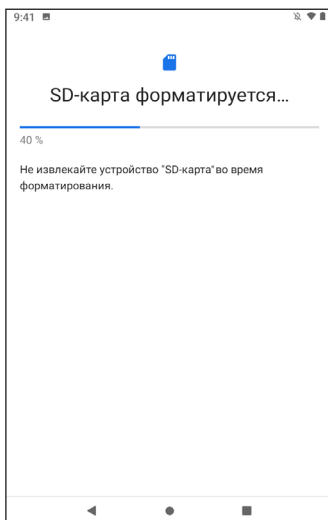 9:41
SD-карта форматируется...
40 %
Не извлекайте устройство "SD-карта" во время
форматирования.